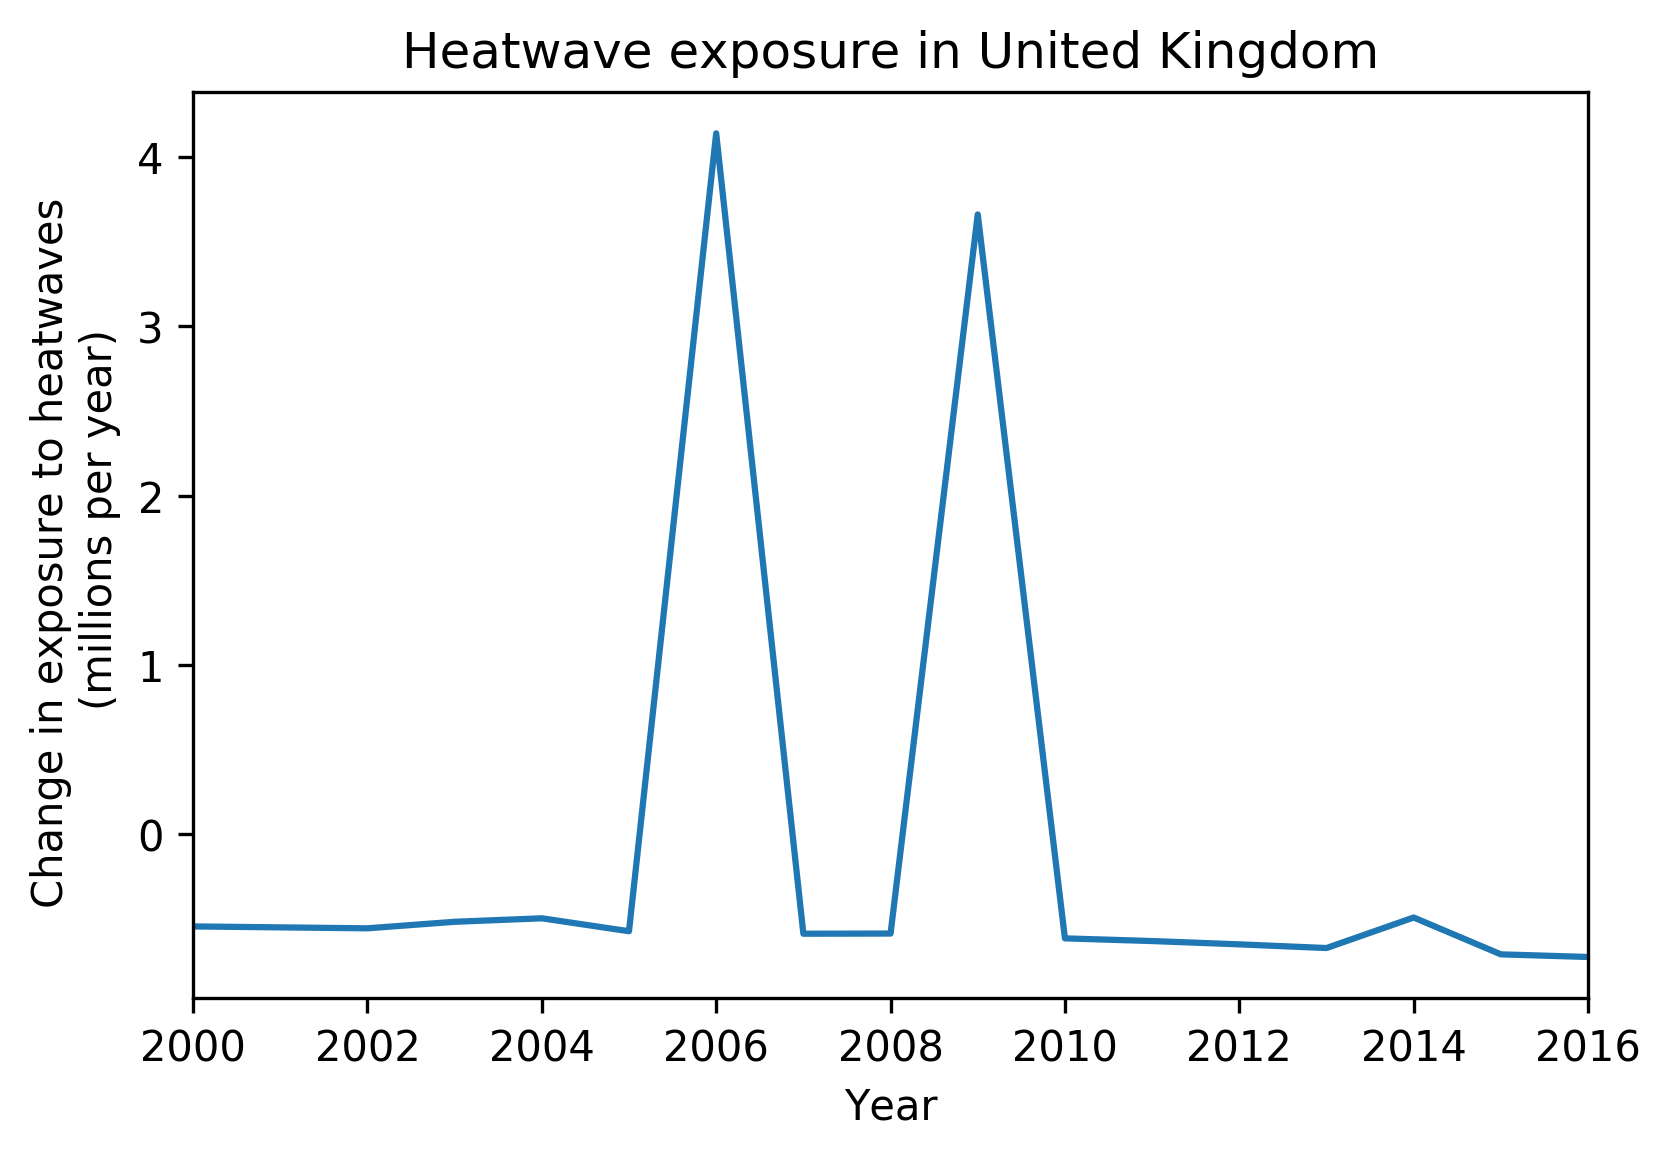 Heatwave exposure in United Kingdom
Change in exposure to heatwaves
(millions per year)
4
3
2
1
0
2000 2002 2004 2006 2008 2010 2012 2014 2016
Year